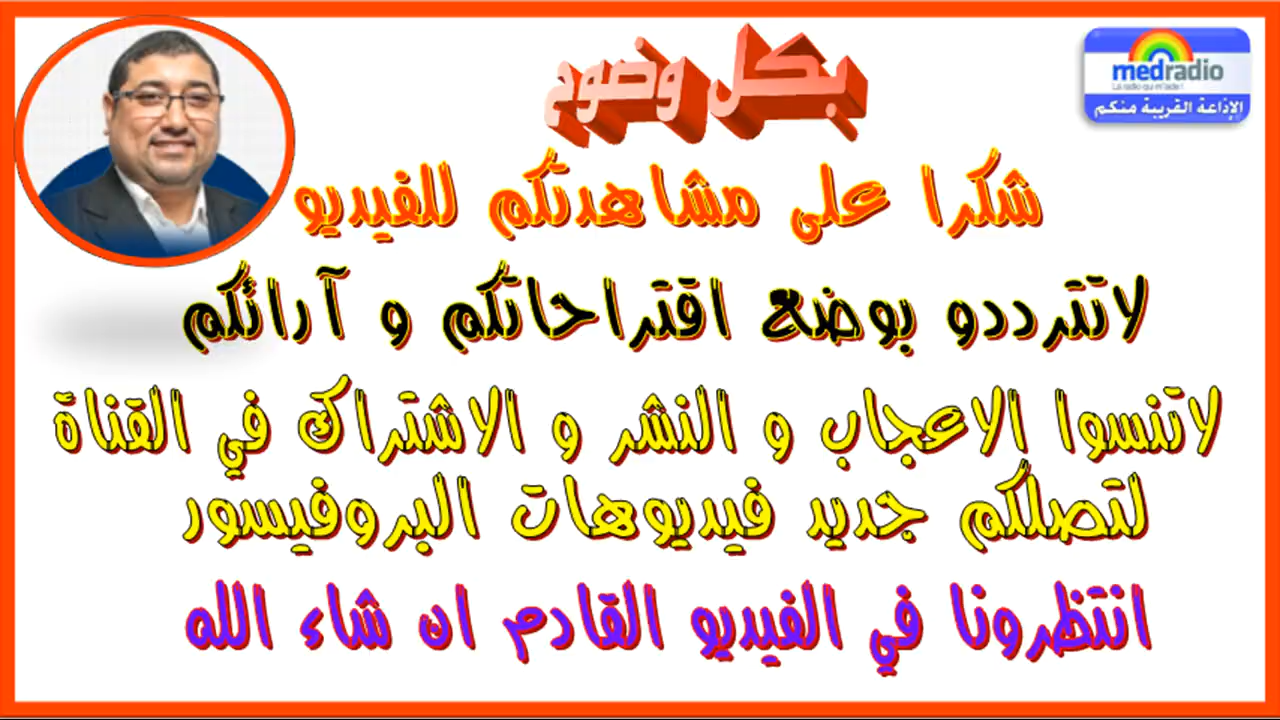 بكل وضوح
medradio
La radio qui m'aide!
الإذاعة القريبة منكم
شكرا على مشاهدتكم للفيديو
لاتترددو بوضع اقتراحاتكم و آرائكم
لاتنسوا الاعجاب و النشر و الاشتراك في القناة
لتصلكم جديد فيديوهات البروفيسور
انتظرونا في الفيديو القادم ان شاء الله